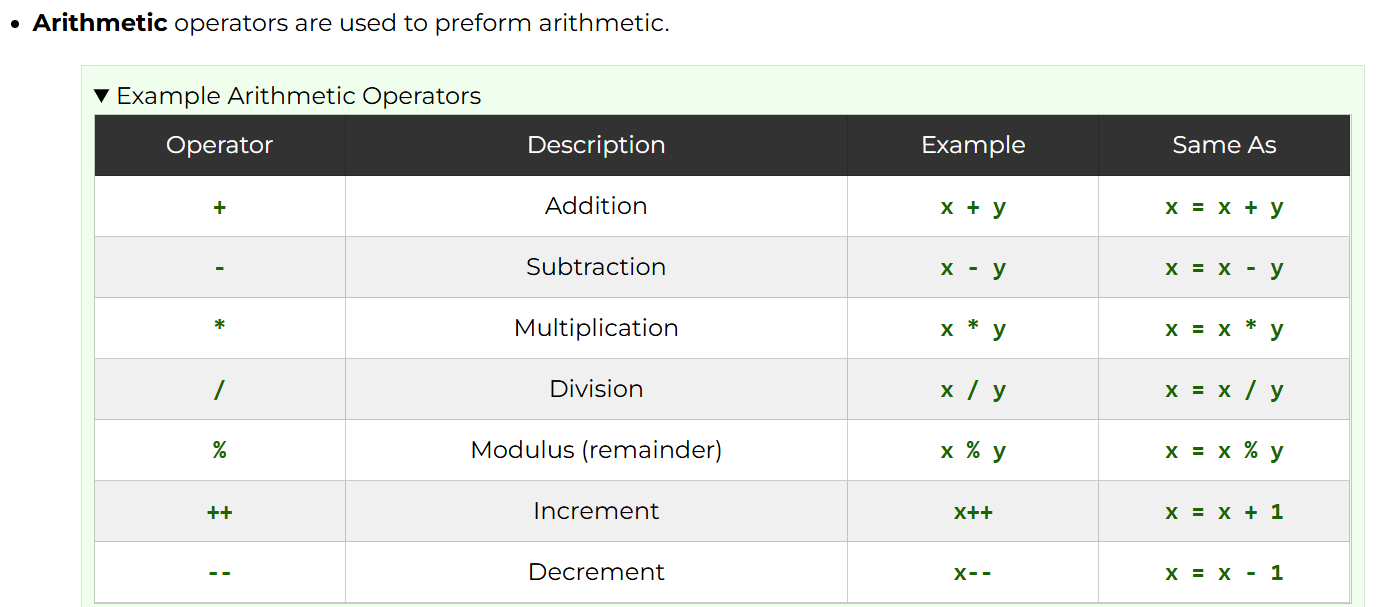 • Arithmetic operators are used to preform arithmetic.
▼ Example Arithmetic Operators
Operator Description Example Same As
+ Addition x + y x = x + y
- Subtraction x - y x = x - y
* Multiplication x * y x = x * y
/ Division x / y x = x / y
% Modulus (remainder) x % y x = x % y
++ Increment x++ x = x + 1
-- Decrement x-- x = x - 1